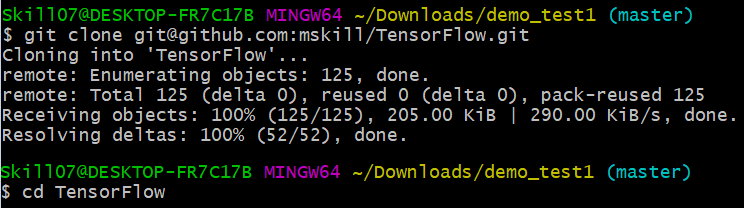 Skill07@DESKTOP-FR7C17B MINGW64 ~/Downloads/demo_test1 (master)
$ git clone git@github.com:mskill/TensorFlow.git
Cloning into 'TensorFlow'...
remote: Enumerating objects: 125, done.
remote: Total 125 (delta 0), reused 0 (delta 0), pack-reused 125
Receiving objects: 100% (125/125), 205.00 KiB | 290.00 KiB/s, done.
Resolving deltas: 100% (52/52), done.
Skill07@DESKTOP-FR7C17B MINGW64 ~/Downloads/demo_test1 (master)
$ cd TensorFlow